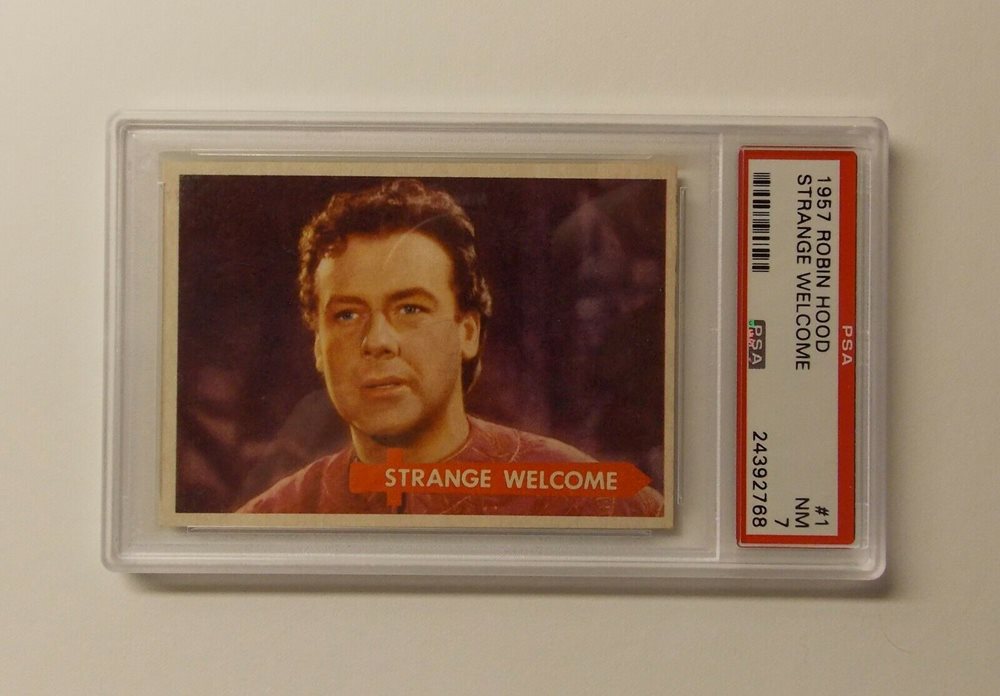 STRANGE WELCOME
PSA
1957 ROBIN HOOD #1
STRANGE WELCOME NM 7
PSA 24392768